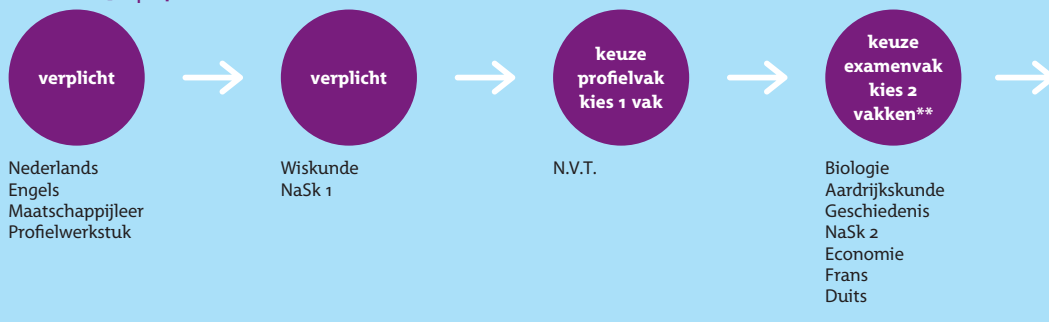 verplicht
Nederlands
Engels
Maatschappijleer
Profielwerkstuk
verplicht
Wiskunde
NaSk 1
keuze
profielvak
kies 1 vak
N.V.T.
keuze
examenvak
kies 2
vakken**
Biologie
Aardrijkskunde
Geschiedenis
NaSk 2
Economie
Frans
Duits